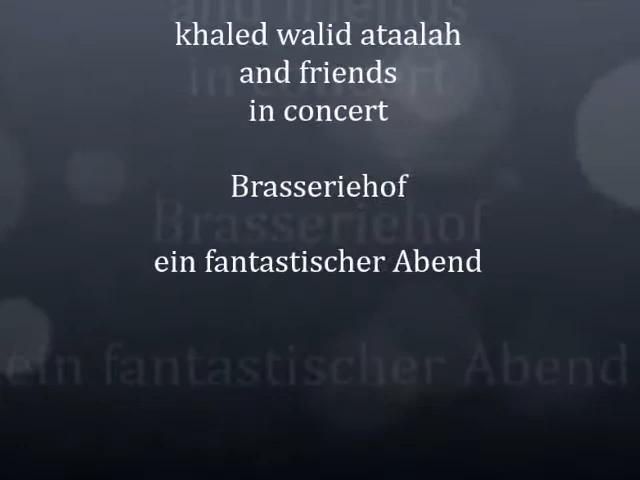 khaled walid ataalah
and friends
in concert
Brasseriehof
ein fantastischer Abend